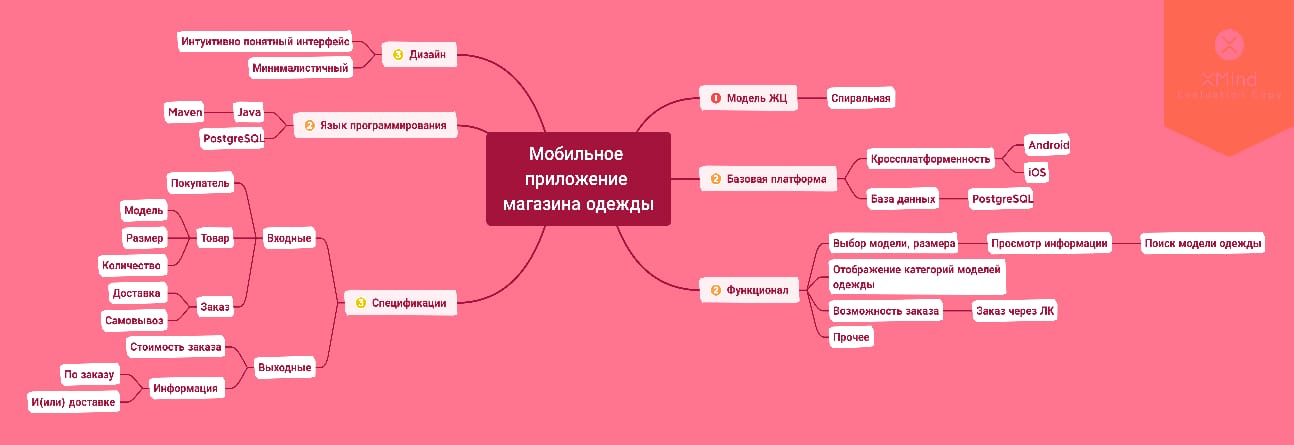 Мобильное
приложение
магазина одежды
1 Модель ЖЦ
Спиральная
2 Базовая платформа
Кроссплатформенность
Android
iOS
База данных
PostgreSQL
2 Функционал
Выбор модели, размера
Просмотр информации
Поиск модели одежды
Отображение категорий моделей
одежды
Возможность заказа
Заказ через ЛК
Прочее
3 Дизайн
Интуитивно понятный интерфейс
Минималистичный
2 Язык программирования
Java
Maven
PostgreSQL
3 Спецификации
Входные
Покупатель
Товар
Модель
Размер
Количество
Заказ
Доставка
Самовывоз
Выходные
Стоимость заказа
Информация
По заказу
И(или) доставке
XMind
Evaluation Copy